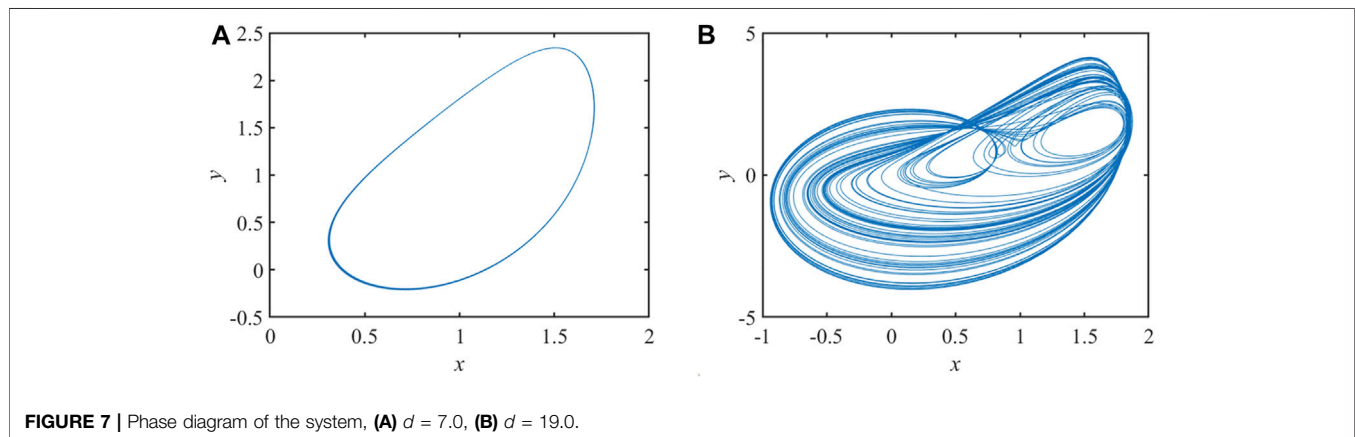 A
2.5
2
1.5
1
0.5
0
-0.5
y
0 0.5 1 1.5 2
x
B
5
0
-5
y
-1 -0.5 0 0.5 1 1.5 2
x
FIGURE 7 | Phase diagram of the system, (A) d = 7.0, (B) d = 19.0.